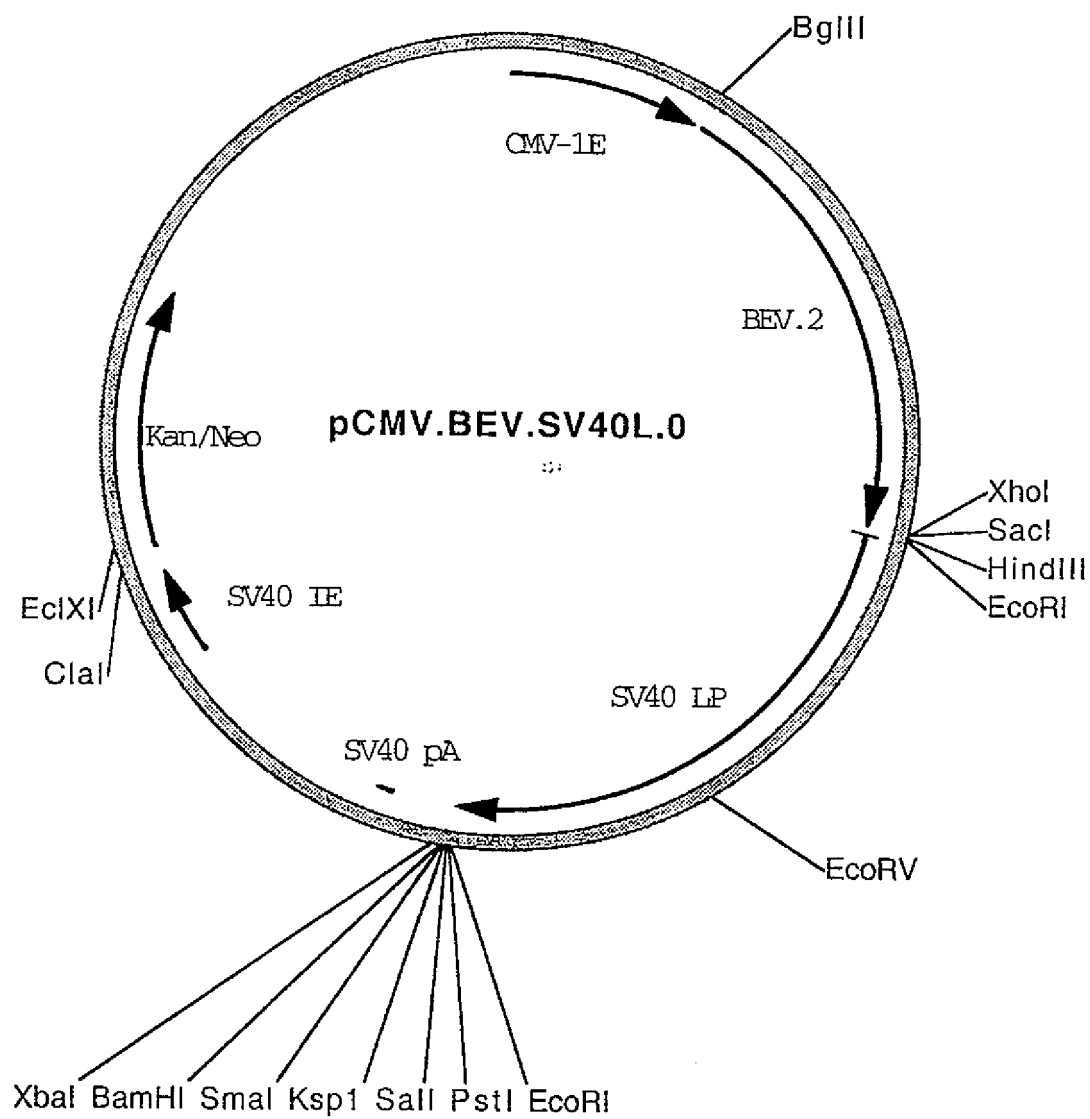 BglII
CMV-1E
BEV.2
Kan/Neo
pCMV.BEV.SV40L.0
XhoI
SacI
HindIII
EcoRI
EclXI
SV40 IE
ClaI
SV40 LP
SV40 pA
EcoRV
XbaI BamHI SmaI Ksp1 SalI PstI EcoRI